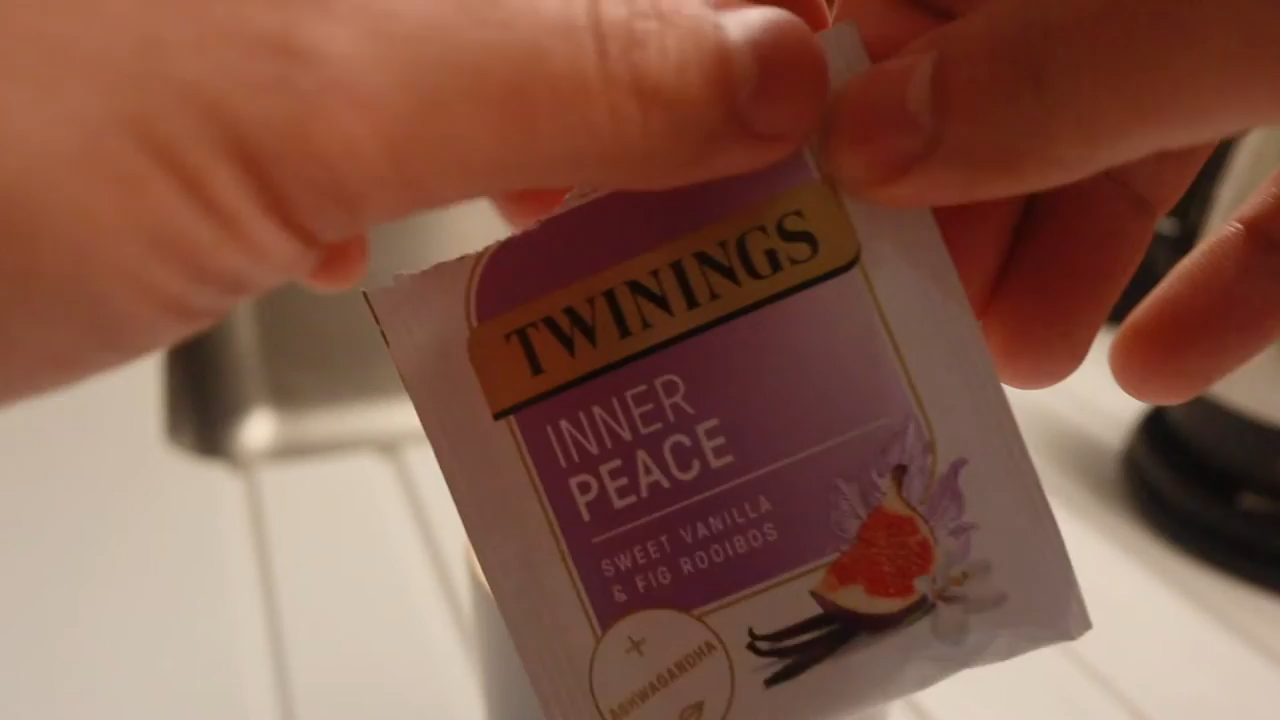 TWININGS
INNER
PEACE
SWEET VANILLA
& FIG ROOIBOS
+
ASHWAGANDHA